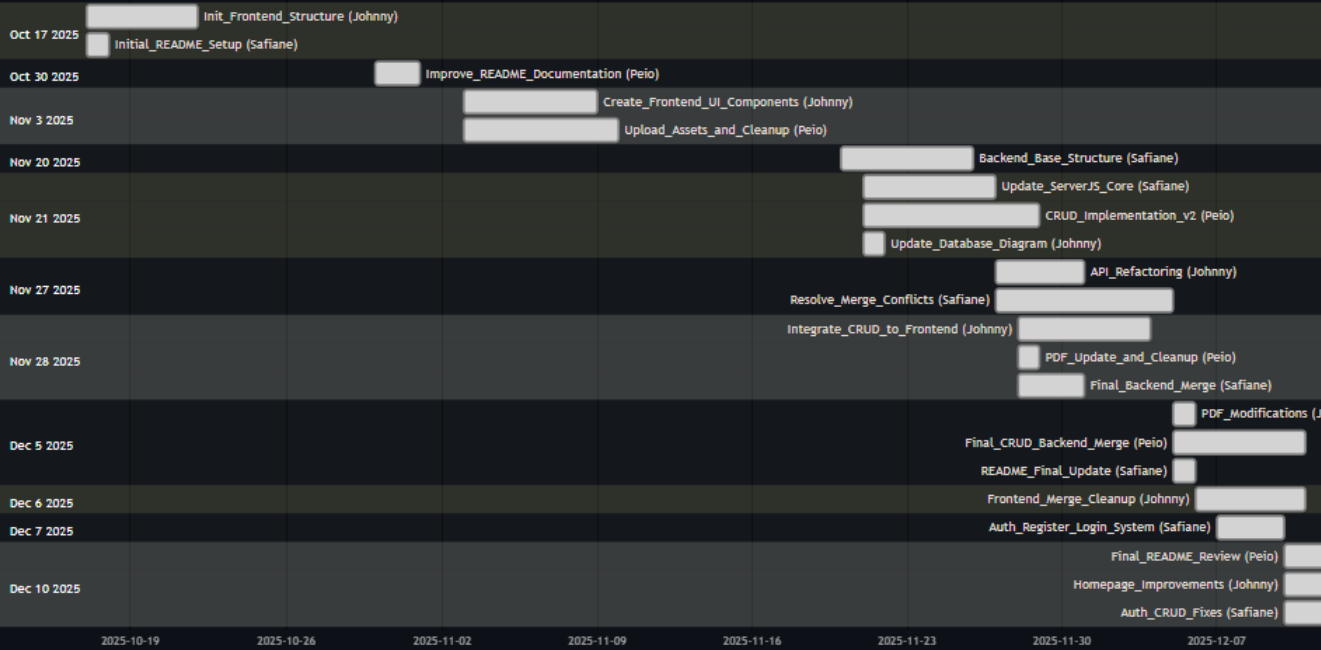 Init_Frontend_Structure (Johnny)
Oct 17 2025
Initial_README_Setup (Safiane)
Oct 30 2025
Improve_README_Documentation (Peio)
Create_Frontend_UI_Components (Johnny)
Nov 3 2025
Upload_Assets_and_Cleanup (Peio)
Nov 20 2025
Backend_Base_Structure (Safiane)
Update_ServerJS_Core (Safiane)
Nov 21 2025
CRUD_Implementation_v2 (Peio)
Update_Database_Diagram (Johnny)
API_Refactoring (Johnny)
Nov 27 2025
Resolve_Merge_Conflicts (Safiane)
Integrate_CRUD_to_Frontend (Johnny)
Nov 28 2025
PDF_Update_and_Cleanup (Peio)
Final_Backend_Merge (Safiane)
PDF_Modifications (J
Dec 5 2025
Final_CRUD_Backend_Merge (Peio)
README_Final_Update (Safiane)
Dec 6 2025
Frontend_Merge_Cleanup (Johnny)
Dec 7 2025
Auth_Register_Login_System (Safiane)
Final_README_Review (Peio)
Dec 10 2025
Homepage_Improvements (Johnny)
Auth_CRUD_Fixes (Safiane)
2025-10-19 2025-10-26 2025-11-02 2025-11-09 2025-11-16 2025-11-23 2025-11-30 2025-12-07